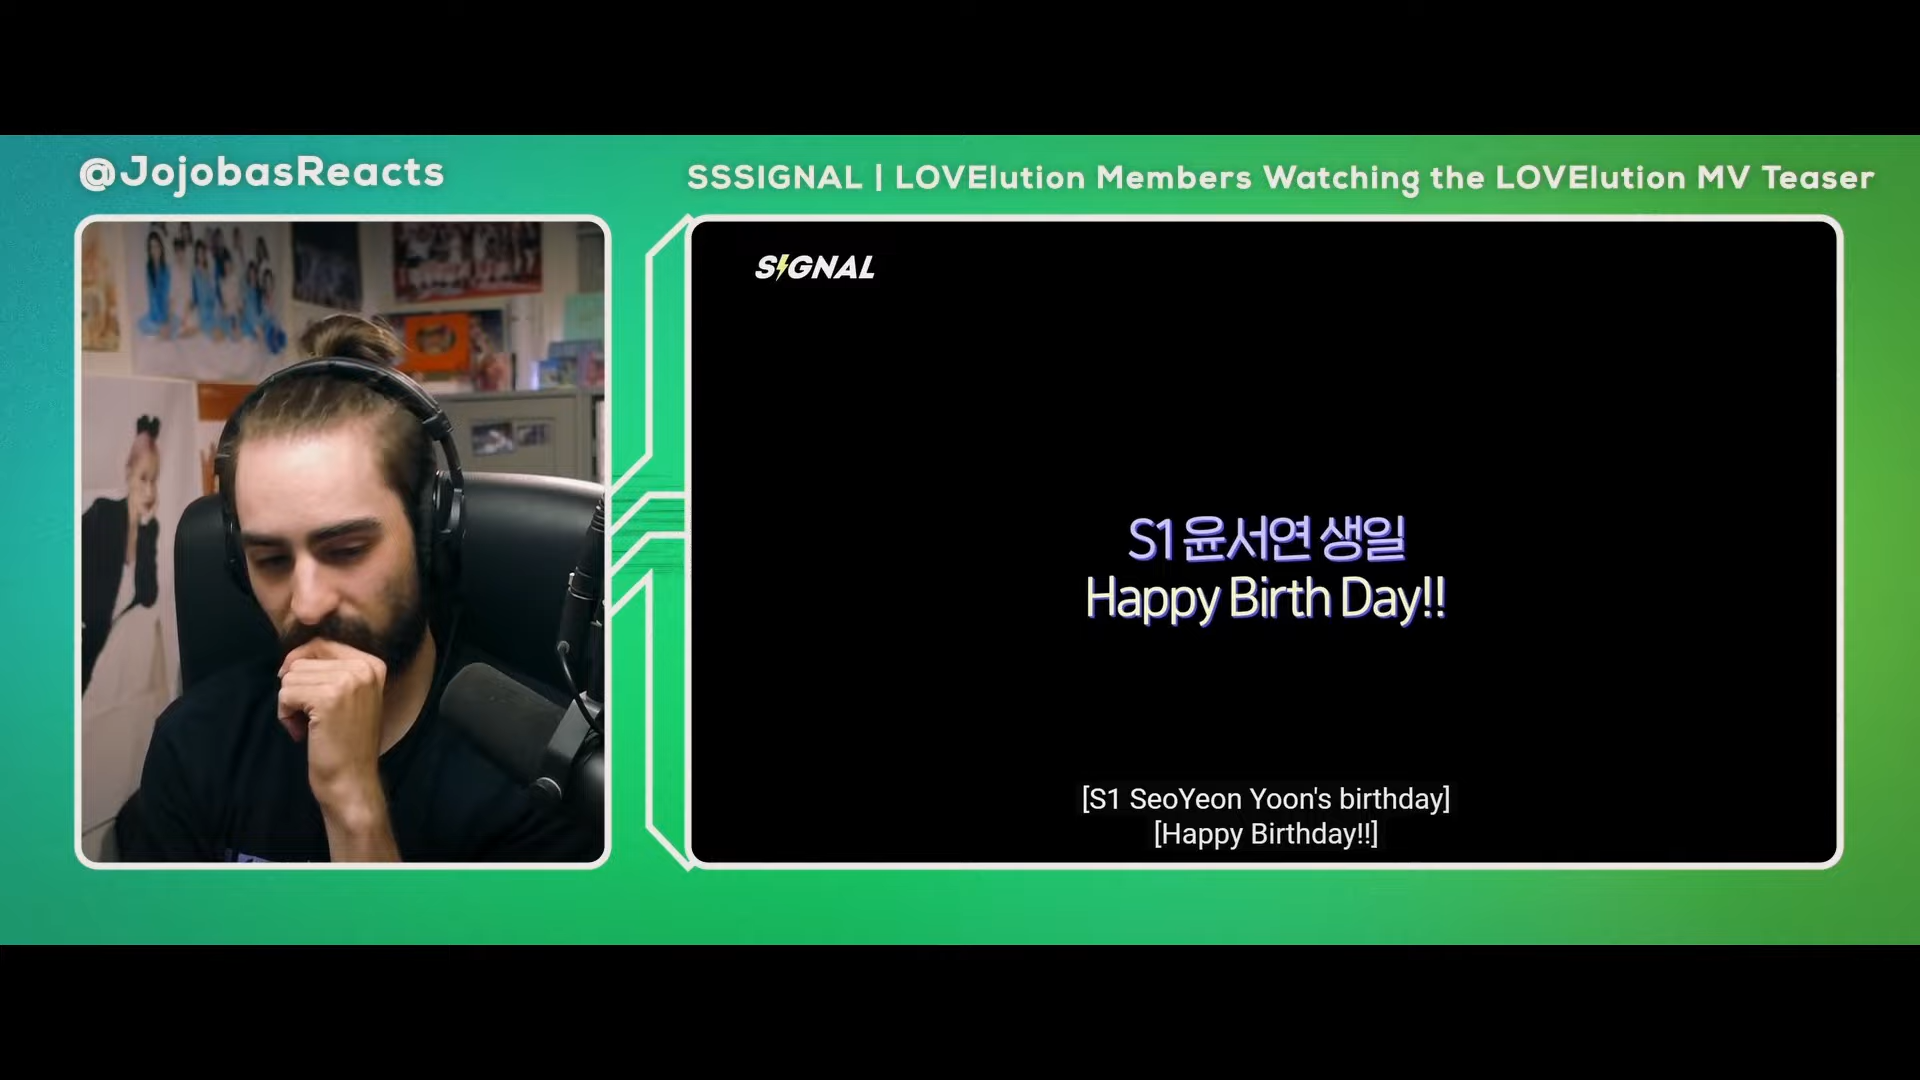 @JojobasReacts
SSSIGNAL | LOVElution Members Watching the LOVElution MV Teaser
SIGNAL
S1 윤서연 생일
Happy Birth Day!!
[S1 SeoYeon Yoon's birthday]
[Happy Birthday!!]